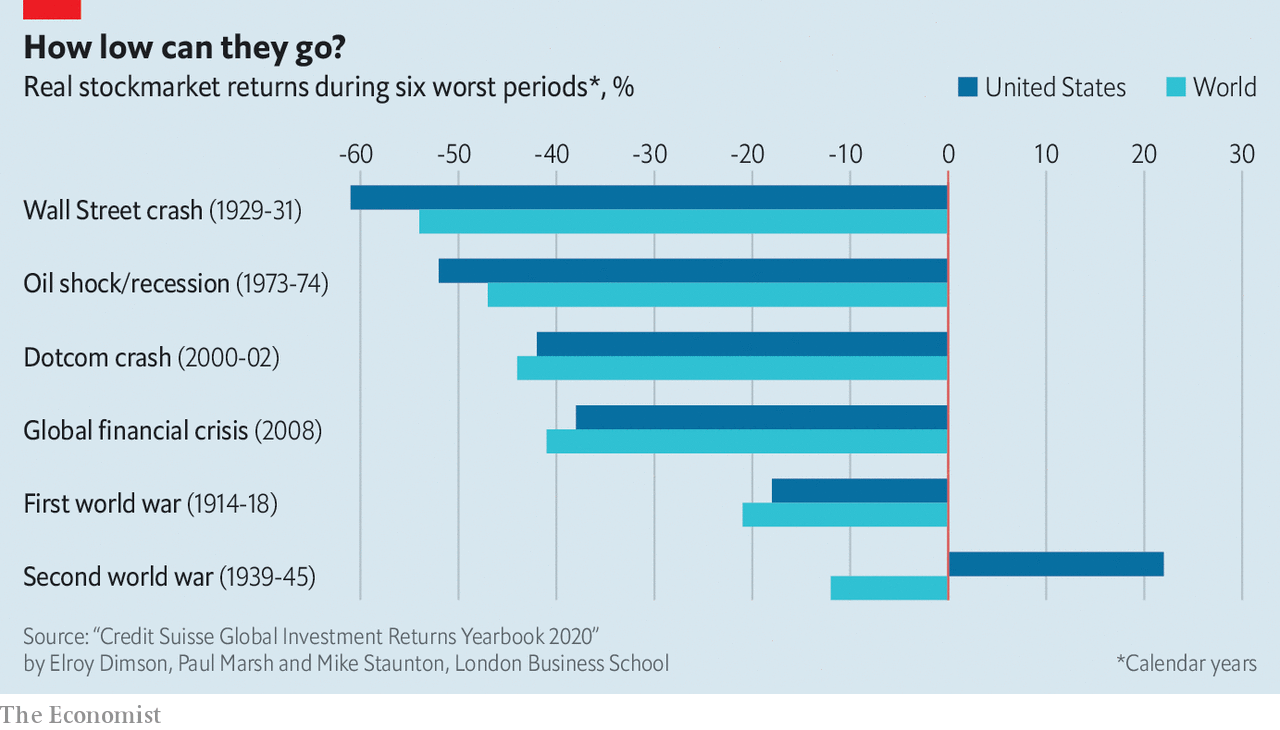 How low can they go?
Real stockmarket returns during six worst periods*, %
United States World
-60 -50 -40 -30 -20 -10 0 10 20 30
Wall Street crash (1929-31)
Oil shock/recession (1973-74)
Dotcom crash (2000-02)
Global financial crisis (2008)
First world war (1914-18)
Second world war (1939-45)
Source: “Credit Suisse Global Investment Returns Yearbook 2020”
by Elroy Dimson, Paul Marsh and Mike Staunton, London Business School
*Calendar years
The Economist